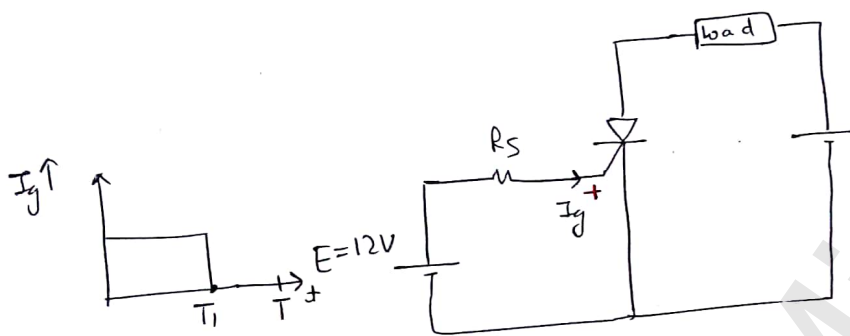 load
Rs
Ig ↑
Ig +
E = 12V
T1 T t